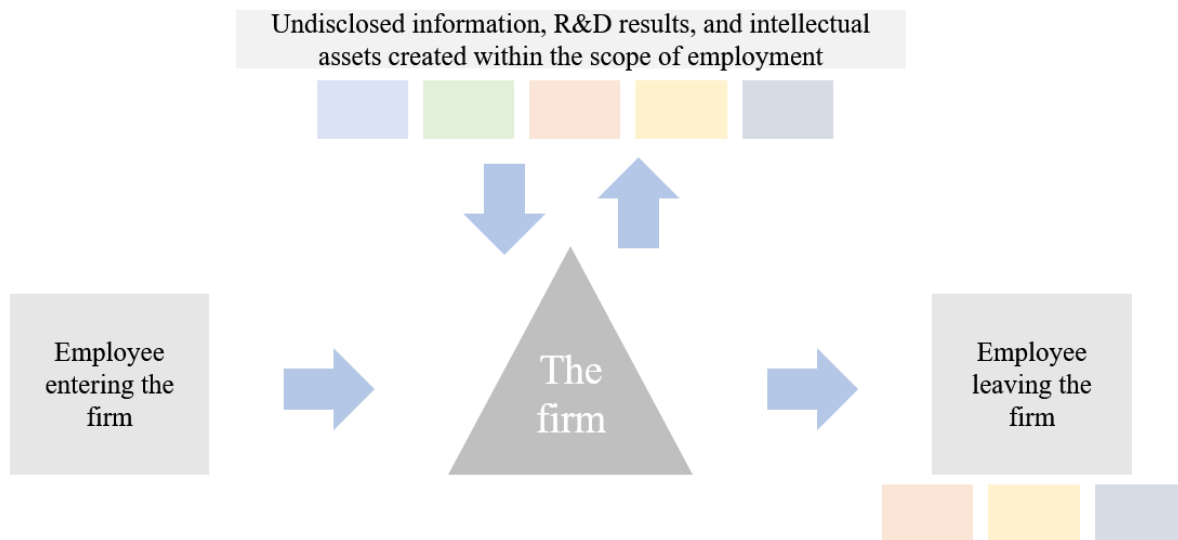 Undisclosed information, R&D results, and intellectual
assets created within the scope of employment
Employee
entering the
firm
The
firm
Employee
leaving the
firm